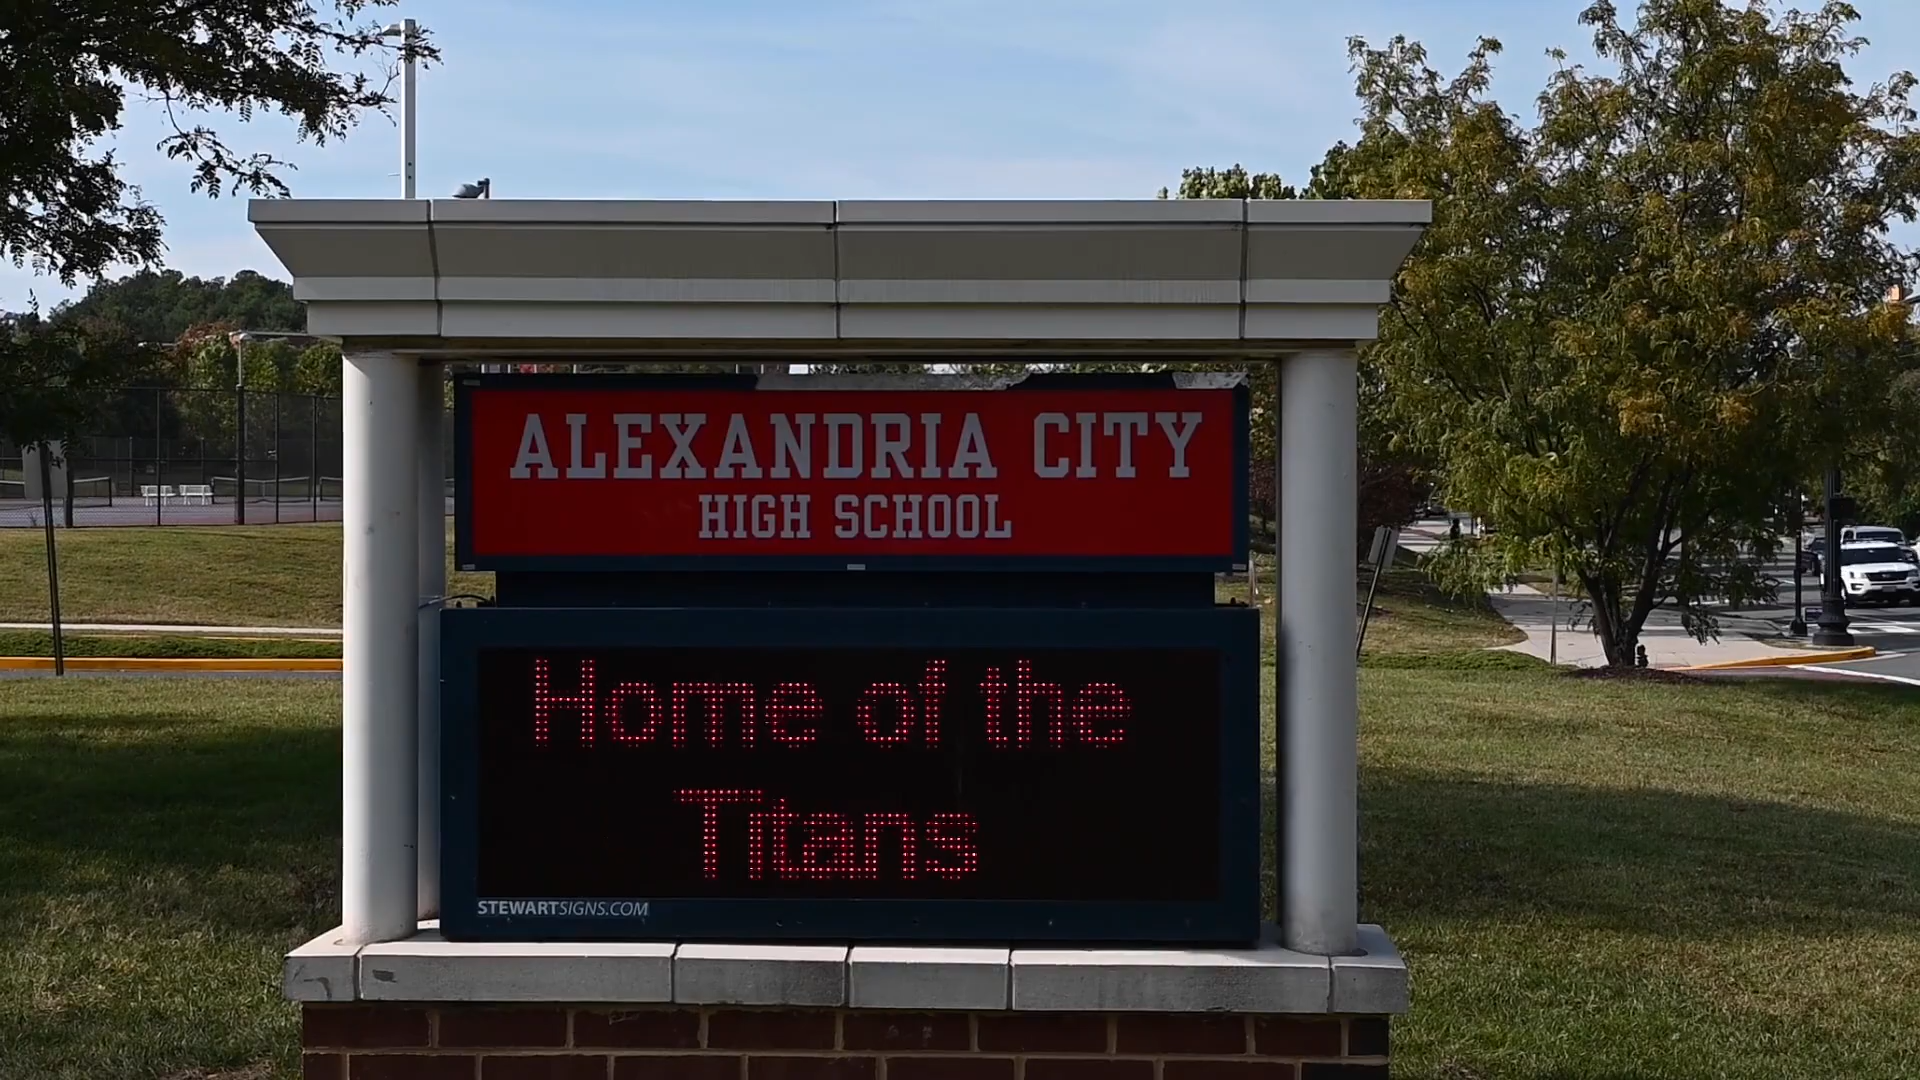 ALEXANDRIA CITY
HIGH SCHOOL
Home of the
Titans
STEWARTSIGNS.COM